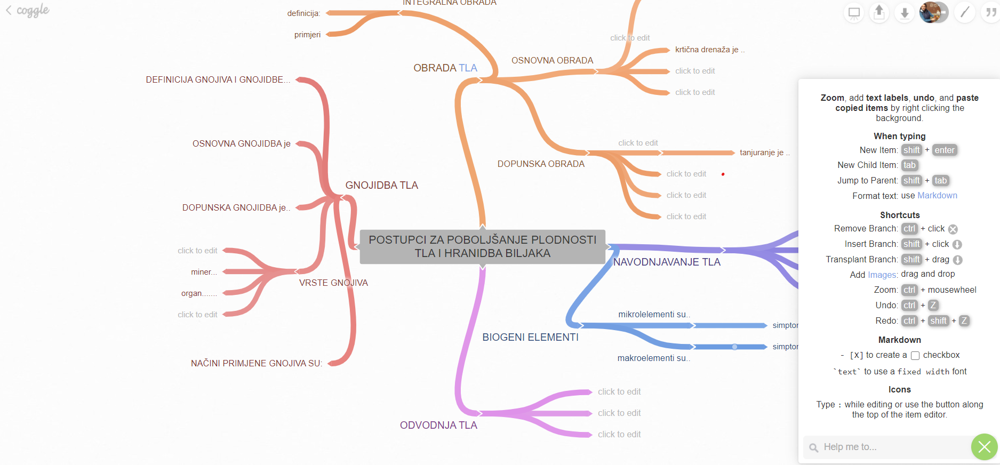 coggle
INTEGRALNA OBRADA
definicija:
primjeri
OBRADA TLA
OSNOVNA OBRADA
click to edit
krtična drenaža je ..
click to edit
click to edit
DOPUNSKA OBRADA
click to edit
tanjuranje je ..
click to edit
click to edit
click to edit
DEFINICIJA GNOJIVA I GNOJIDBE...
OSNOVNA GNOJIDBA je
GNOJIDBA TLA
DOPUNSKA GNOJIDBA je..
click to edit
miner...
organ.......
click to edit
VRSTE GNOJIVA
NAČINI PRIMJENE GNOJIVA SU:
POSTUPCI ZA POBOLJŠANJE PLODNOSTI
TLA I HRANIDBA BILJAKA
NAVODNJAVANJE TLA
BIOGENI ELEMENTI
mikrolelementi su..
simptor
makroelementi su..
simptor
ODVODNJA TLA
click to edit
click to edit
click to edit
Zoom, add text labels, undo, and paste
copied items by right clicking the
background.
When typing
New Item: shift + enter
New Child Item: tab
Jump to Parent: shift + tab
Format text: use Markdown
Shortcuts
Remove Branch: ctrl + click
Insert Branch: shift + click
Transplant Branch: shift + drag
Add Images: drag and drop
Zoom: ctrl + mousewheel
Undo: ctrl + Z
Redo: ctrl + shift + Z
Markdown
- [X] to create a checkbox
`text` to use a fixed width font
Icons
Type : while editing or use the button along
the top of the item editor.
Help me to...